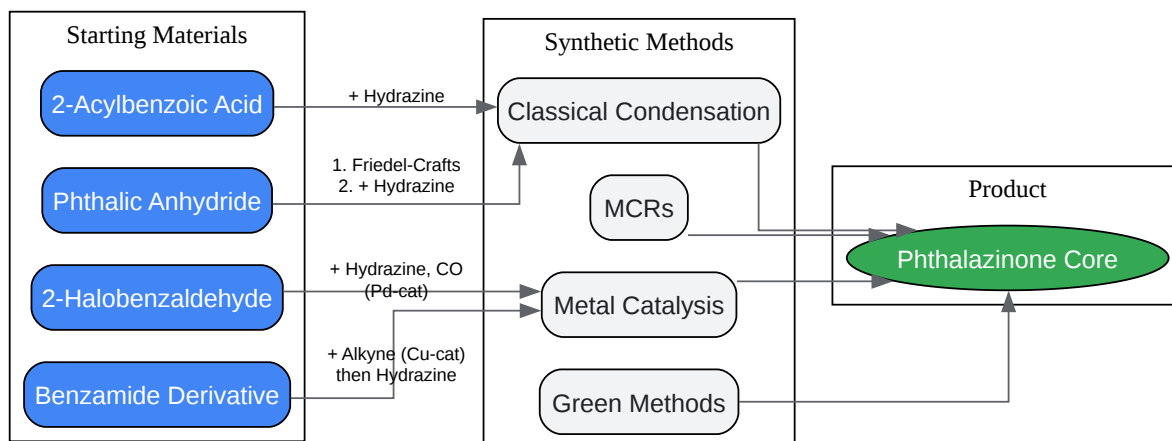 Starting Materials
2-Acylbenzoic Acid
Phthalic Anhydride
2-Halobenzaldehyde
Benzamide Derivative
+ Hydrazine
1. Friedel-Crafts
2. + Hydrazine
+ Hydrazine, CO
(Pd-cat)
+ Alkyne (Cu-cat)
then Hydrazine
Synthetic Methods
Classical Condensation
MCRs
Metal Catalysis
Green Methods
Product
Phthalazinone Core